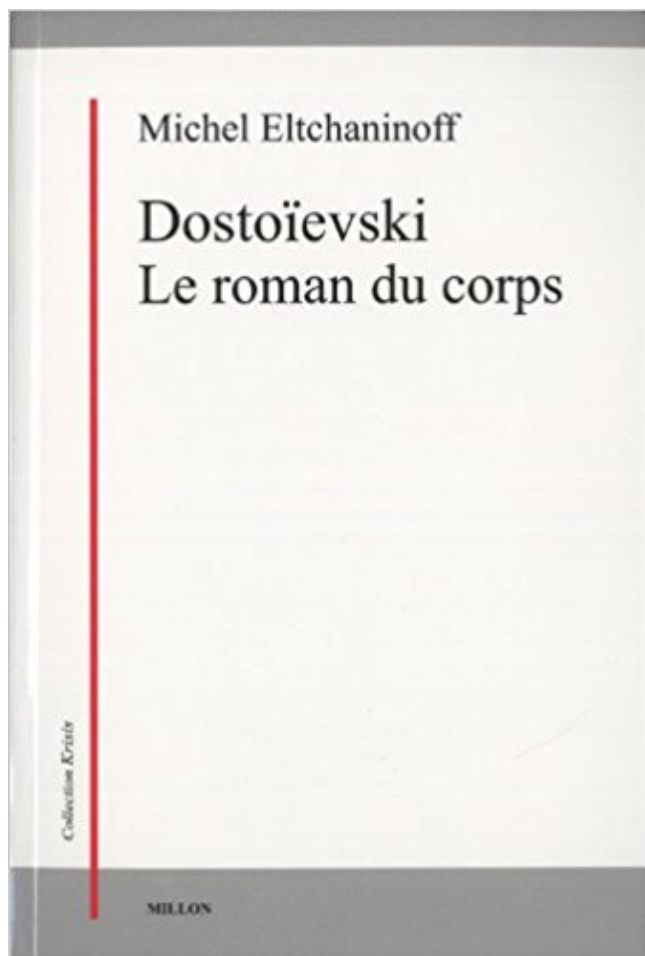 Michel Eltchaninoff
Dostoïevski
Le roman du corps
Collection Krisis
MILLON